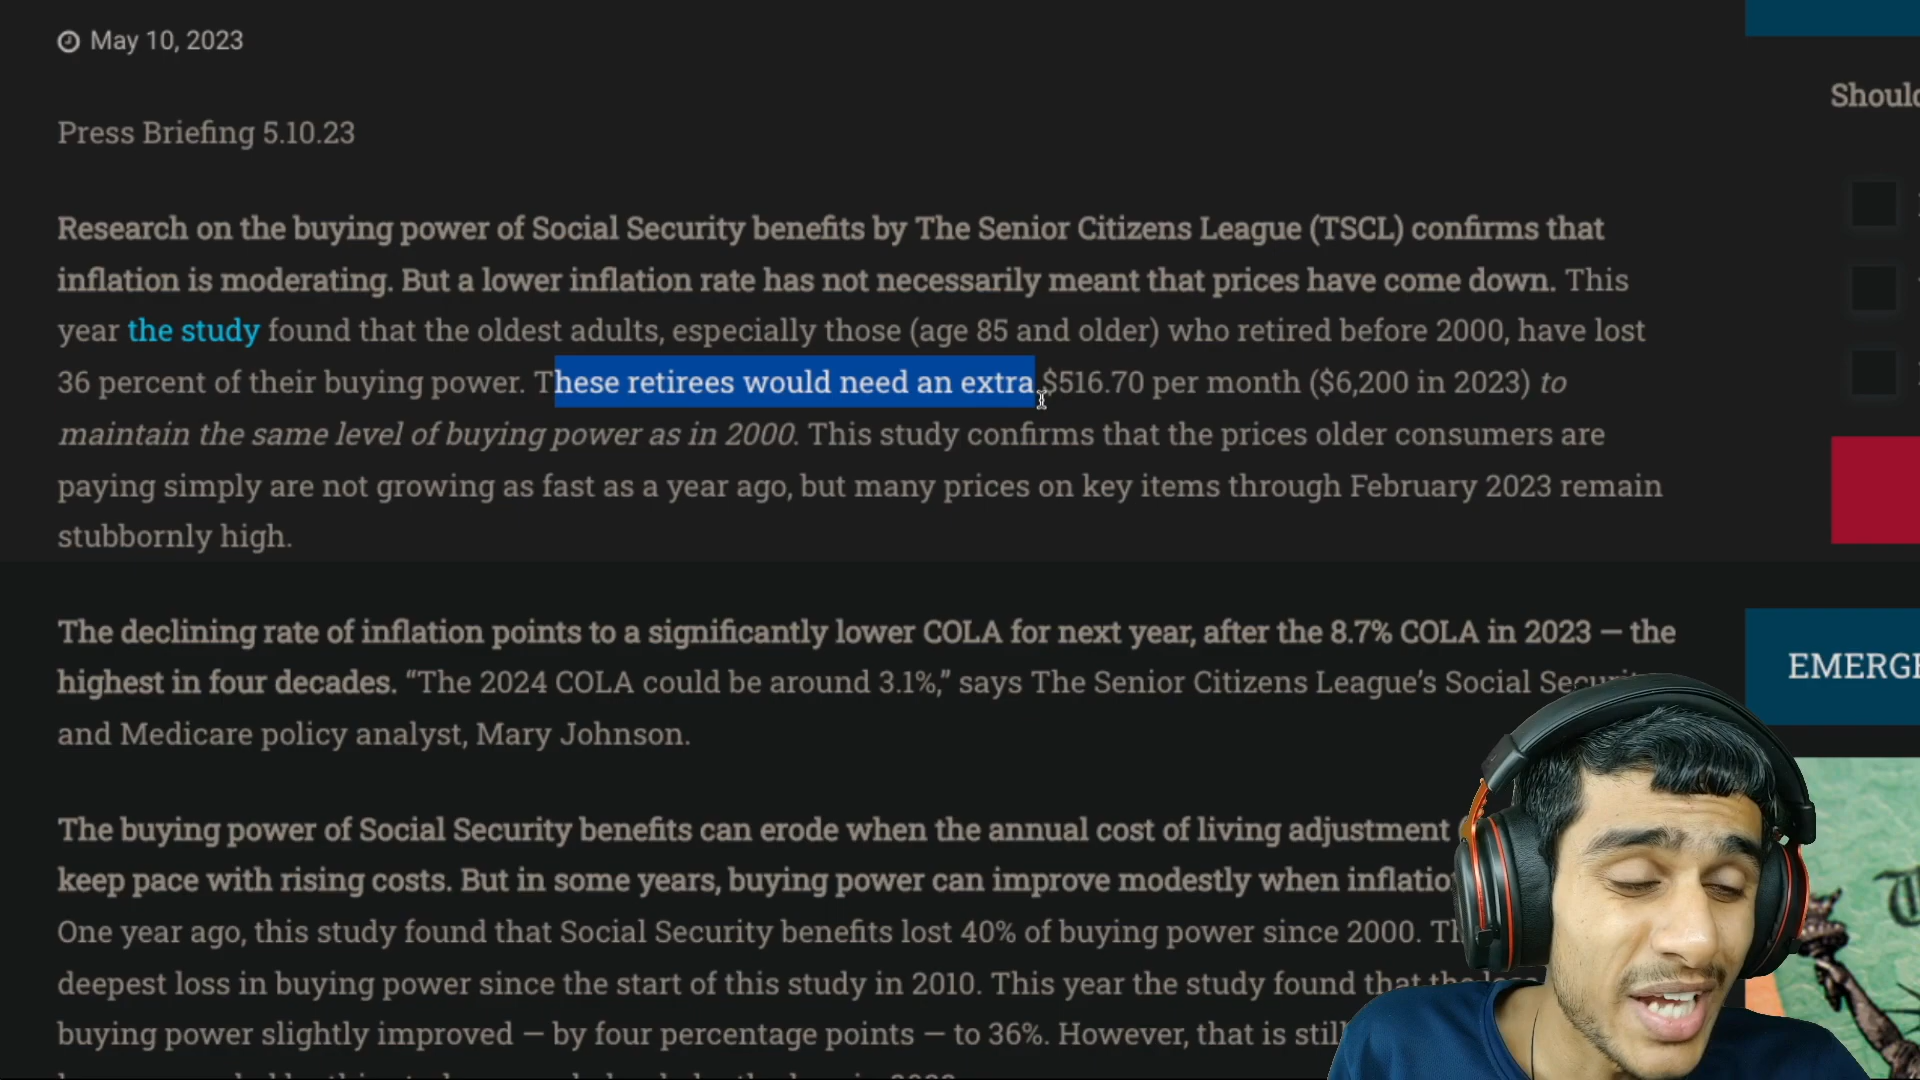 May 10, 2023
Press Briefing 5.10.23
Research on the buying power of Social Security benefits by The Senior Citizens League (TSCL) confirms that
inflation is moderating. But a lower inflation rate has not necessarily meant that prices have come down. This
year the study found that the oldest adults, especially those (age 85 and older) who retired before 2000, have lost
36 percent of their buying power. These retirees would need an extra $516.70 per month ($6,200 in 2023) to
maintain the same level of buying power as in 2000. This study confirms that the prices older consumers are
paying simply are not growing as fast as a year ago, but many prices on key items through February 2023 remain
stubbornly high.
The declining rate of inflation points to a significantly lower COLA for next year, after the 8.7% COLA in 2023 — the
highest in four decades. “The 2024 COLA could be around 3.1%,” says The Senior Citizens League’s Social Security
and Medicare policy analyst, Mary Johnson.
The buying power of Social Security benefits can erode when the annual cost of living adjustment
keep pace with rising costs. But in some years, buying power can improve modestly when inflatio
One year ago, this study found that Social Security benefits lost 40% of buying power since 2000. Th
deepest loss in buying power since the start of this study in 2010. This year the study found that the loss
buying power slightly improved — by four percentage points — to 36%. However, that is still
Should
EMERGE